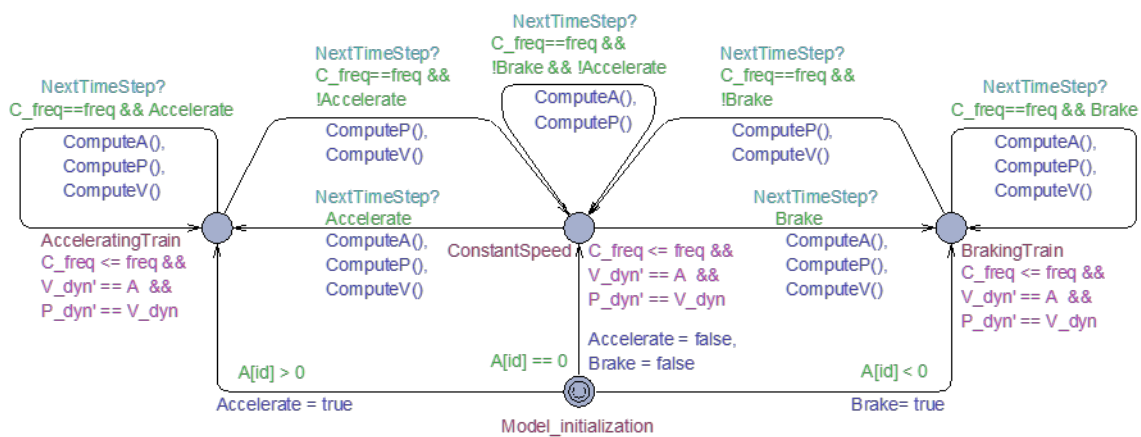 NextTimeStep?
C_freq==freq && Accelerate
ComputeA(),
ComputeP(),
ComputeV()
NextTimeStep?
C_freq==freq &&
!Accelerate
ComputeP(),
ComputeV()
NextTimeStep?
C_freq==freq &&
!Brake && !Accelerate
ComputeA(),
ComputeP()
NextTimeStep?
C_freq==freq &&
!Brake
ComputeP(),
ComputeV()
NextTimeStep?
C_freq==freq && Brake
ComputeA(),
ComputeP(),
ComputeV()
AcceleratingTrain
C_freq <= freq &&
V_dyn' == A &&
P_dyn' == V_dyn
NextTimeStep?
Accelerate
ComputeA(),
ComputeP(),
ComputeV()
ConstantSpeed
C_freq <= freq &&
V_dyn' == A &&
P_dyn' == V_dyn
NextTimeStep?
Brake
ComputeA(),
ComputeP(),
ComputeV()
BrakingTrain
C_freq <= freq &&
V_dyn' == A &&
P_dyn' == V_dyn
A[id] > 0
Accelerate = true
A[id] == 0
Accelerate = false,
Brake = false
A[id] < 0
Brake= true
Model_initialization